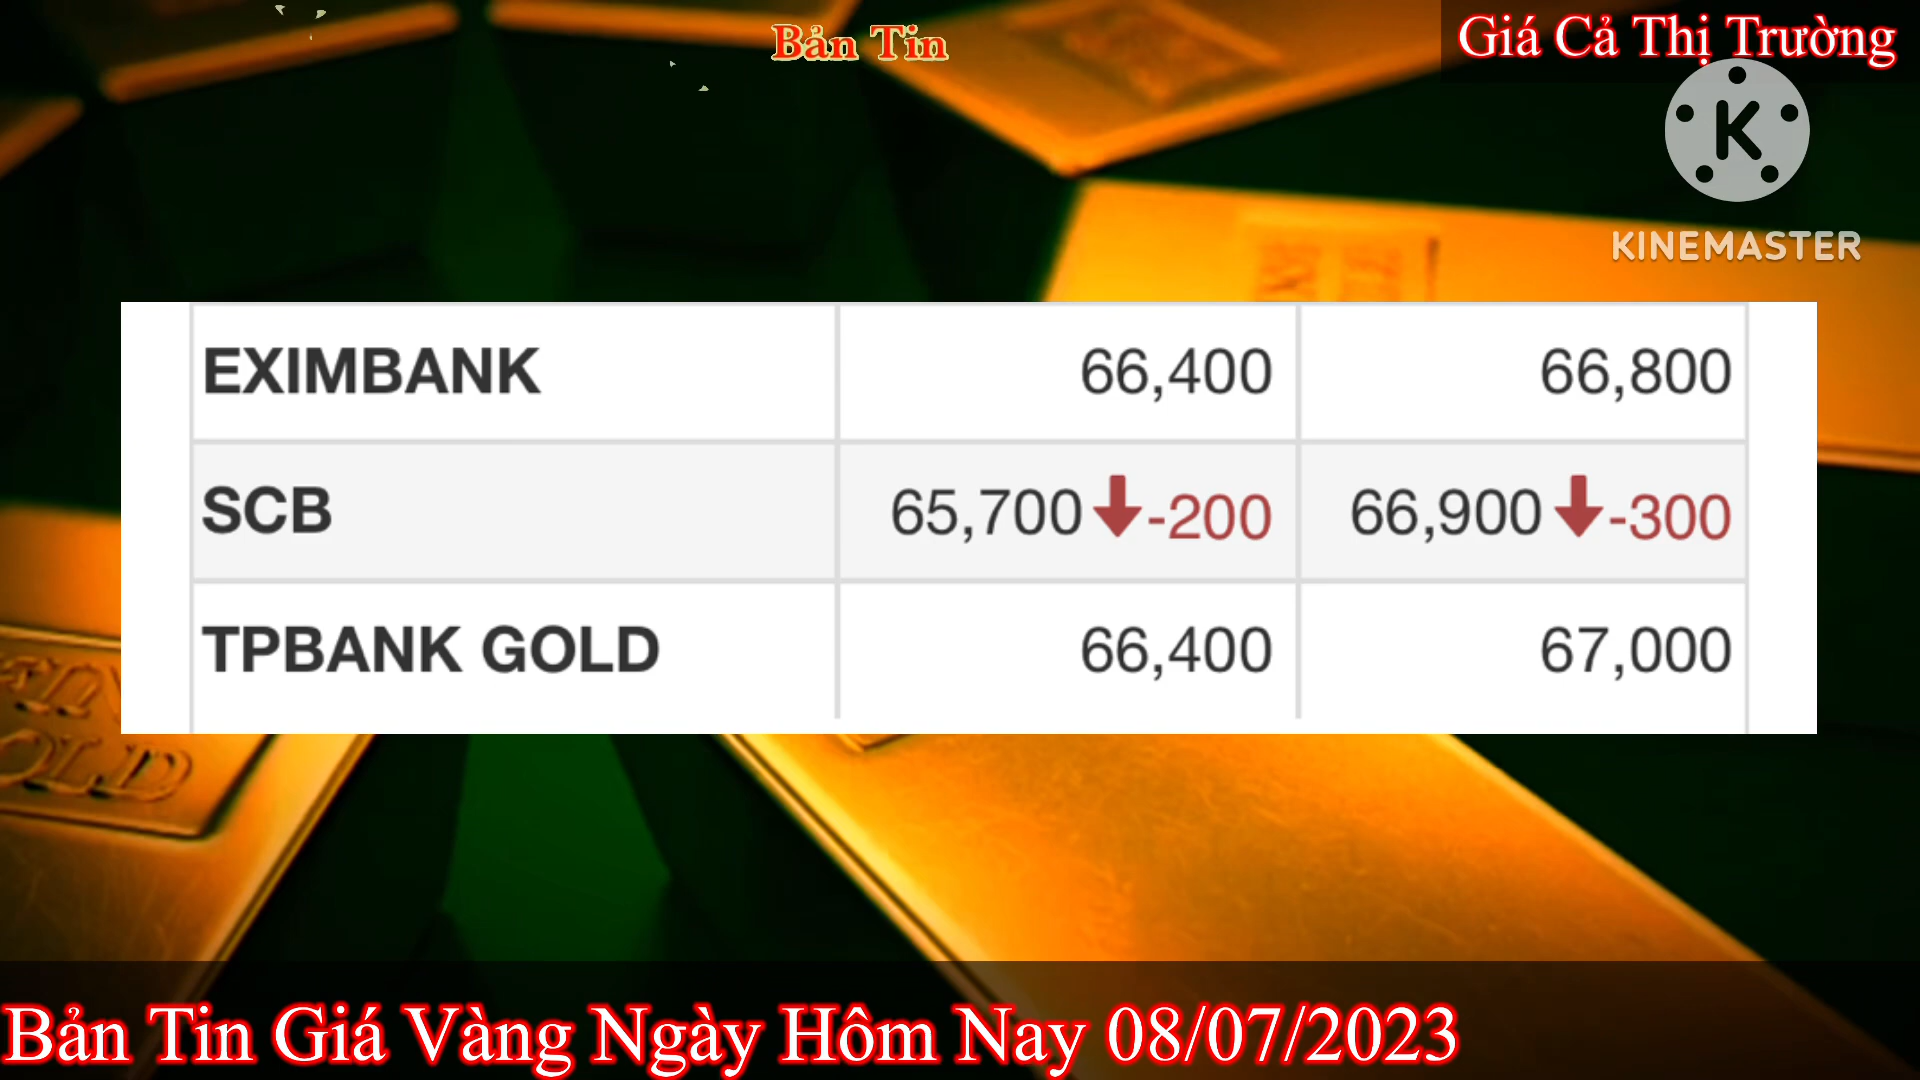 Bản Tin
Giá Cả Thị Trường
K
KINEMASTER
EXIMBANK 66,400 66,800
SCB 65,700 -200 66,900 -300
TPBANK GOLD 66,400 67,000
OLD
Bản Tin Giá Vàng Ngày Hôm Nay 08/07/2023